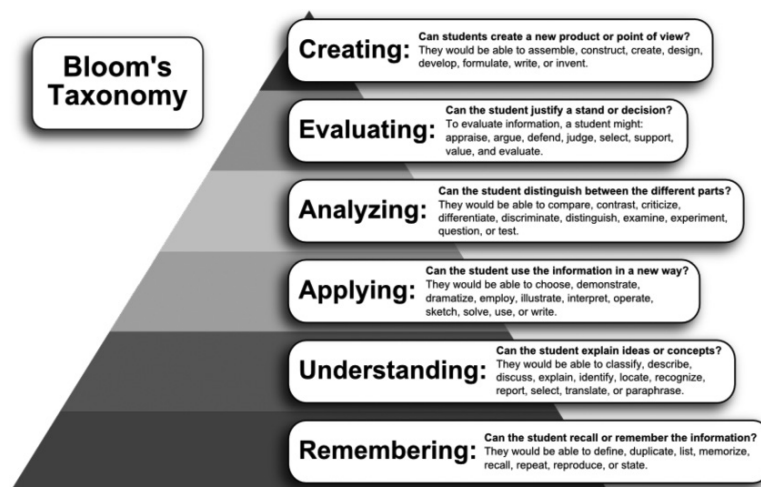 Bloom's
Taxonomy
Creating:
Can students create a new product or point of view?
They would be able to assemble, construct, create, design,
develop, formulate, write, or invent.
Evaluating:
Can the student justify a stand or decision?
To evaluate information, a student might:
appraise, argue, defend, judge, select, support,
value, and evaluate.
Analyzing:
Can the student distinguish between the different parts?
They would be able to compare, contrast, criticize,
differentiate, discriminate, distinguish, examine, experiment,
question, or test.
Applying:
Can the student use the information in a new way?
They would be able to choose, demonstrate,
dramatize, employ, illustrate, interpret, operate,
sketch, solve, use, or write.
Understanding:
Can the student explain ideas or concepts?
They would be able to classify, describe,
discuss, explain, identify, locate, recognize,
report, select, translate, or paraphrase.
Remembering:
Can the student recall or remember the information?
They would be able to define, duplicate, list, memorize,
recall, repeat, reproduce, or state.